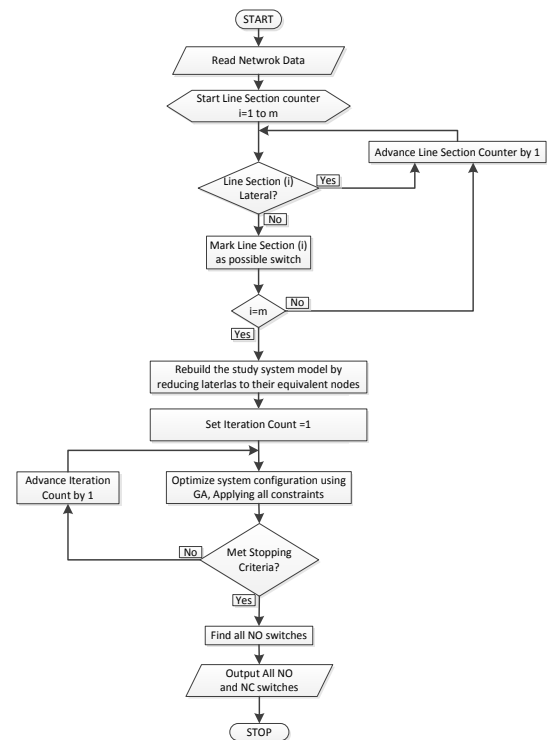 START
Read Netwrok Data
Start Line Section counter
i=1 to m
Advance Line Section Counter by 1
Line Section (i)
Lateral?
Yes
No
Mark Line Section (i)
as possible switch
i=m
No
Yes
Rebuild the study system model by
reducing laterlas to their equivalent nodes
Set Iteration Count =1
Advance Iteration
Count by 1
Optimize system configuration using
GA, Applying all constraints
No
Met Stopping
Criteria?
Yes
Find all NO switches
Output All NO
and NC switches
STOP